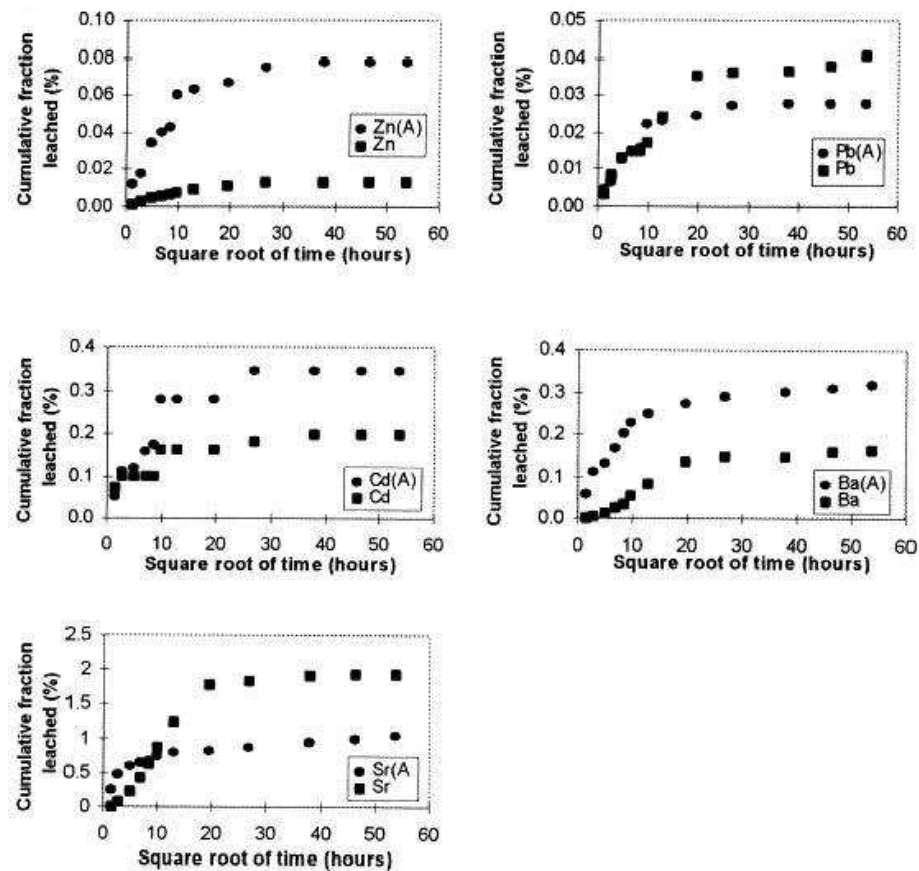 0.10
0.08
0.06
0.04
0.02
0.00
Cumulative fraction
leached (%)
Zn(A)
Zn
0 10 20 30 40 50 60
Square root of time (hours)
0.05
0.04
0.03
0.02
0.01
0.00
Cumulative fraction
leached (%)
Pb(A)
Pb
0 10 20 30 40 50 60
Square root of time (hours)
0.4
0.3
0.2
0.1
0.0
Cumulative fraction
leached (%)
Cd(A)
Cd
0 10 20 30 40 50 60
Square root of time (hours)
0.4
0.3
0.2
0.1
0.0
Cumulative fraction
leached (%)
Ba(A)
Ba
0 10 20 30 40 50 60
Square root of time (hours)
2.5
2
1.5
1
0.5
0
Cumulative fraction
leached (%)
Sr(A
Sr
0 10 20 30 40 50 60
Square root of time (hours)